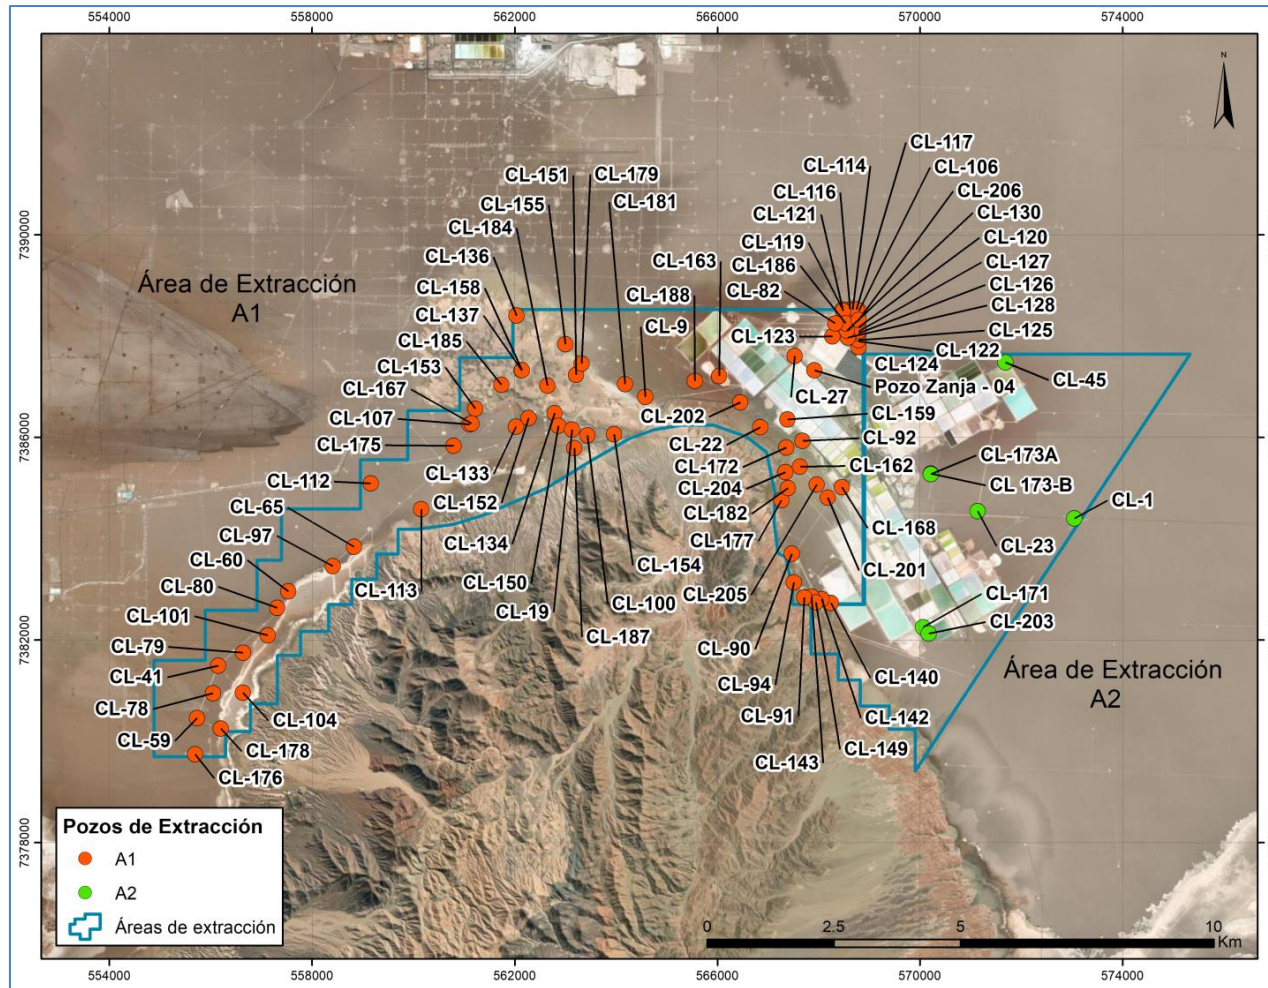 554000
558000
562000
566000
570000
574000
N
CL-117
CL-114
CL-106
CL-151
CL-179
CL-116
CL-206
CL-155
CL-181
CL-121
CL-130
CL-184
CL-119
CL-120
CL-136
CL-163
CL-186
CL-127
CL-158
CL-188
CL-82
CL-126
CL-137
CL-9
CL-128
CL-185
CL-123
CL-125
CL-153
CL-122
CL-167
CL-124
CL-45
CL-107
Pozo Zanja - 04
CL-175
CL-27
CL-202
CL-159
CL-133
CL-22
CL-92
CL-173A
CL-112
CL-172
CL-162
CL 173-B
CL-65
CL-152
CL-204
CL-1
CL-97
CL-134
CL-182
CL-168
CL-23
CL-60
CL-177
CL-154
CL-201
CL-80
CL-113
CL-150
CL-205
CL-171
CL-101
CL-19
CL-100
CL-203
CL-79
CL-187
CL-90
CL-41
CL-94
CL-140
CL-78
CL-104
CL-91
CL-142
CL-59
CL-178
CL-149
CL-176
CL-143
Área de Extracción
A1
Área de Extracción
A2
7390000
7386000
7382000
7378000
7390000
7386000
7382000
7378000
Pozos de Extracción
A1
A2
Áreas de extracción
0
2.5
5
10
Km
554000
558000
562000
566000
570000
574000